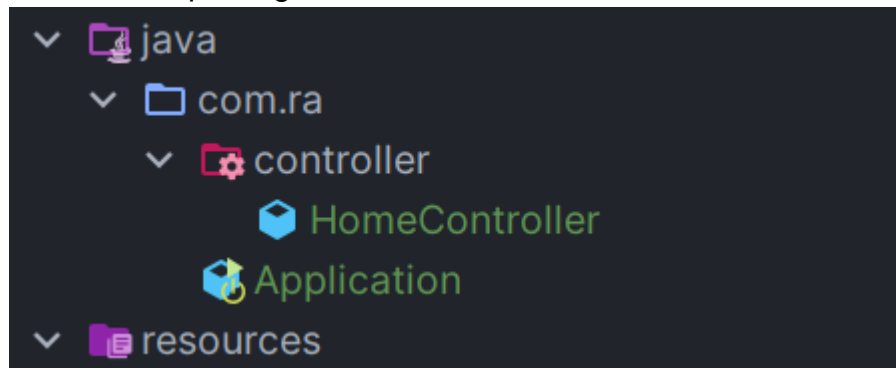 java
com.ra
controller
HomeController
Application
resources